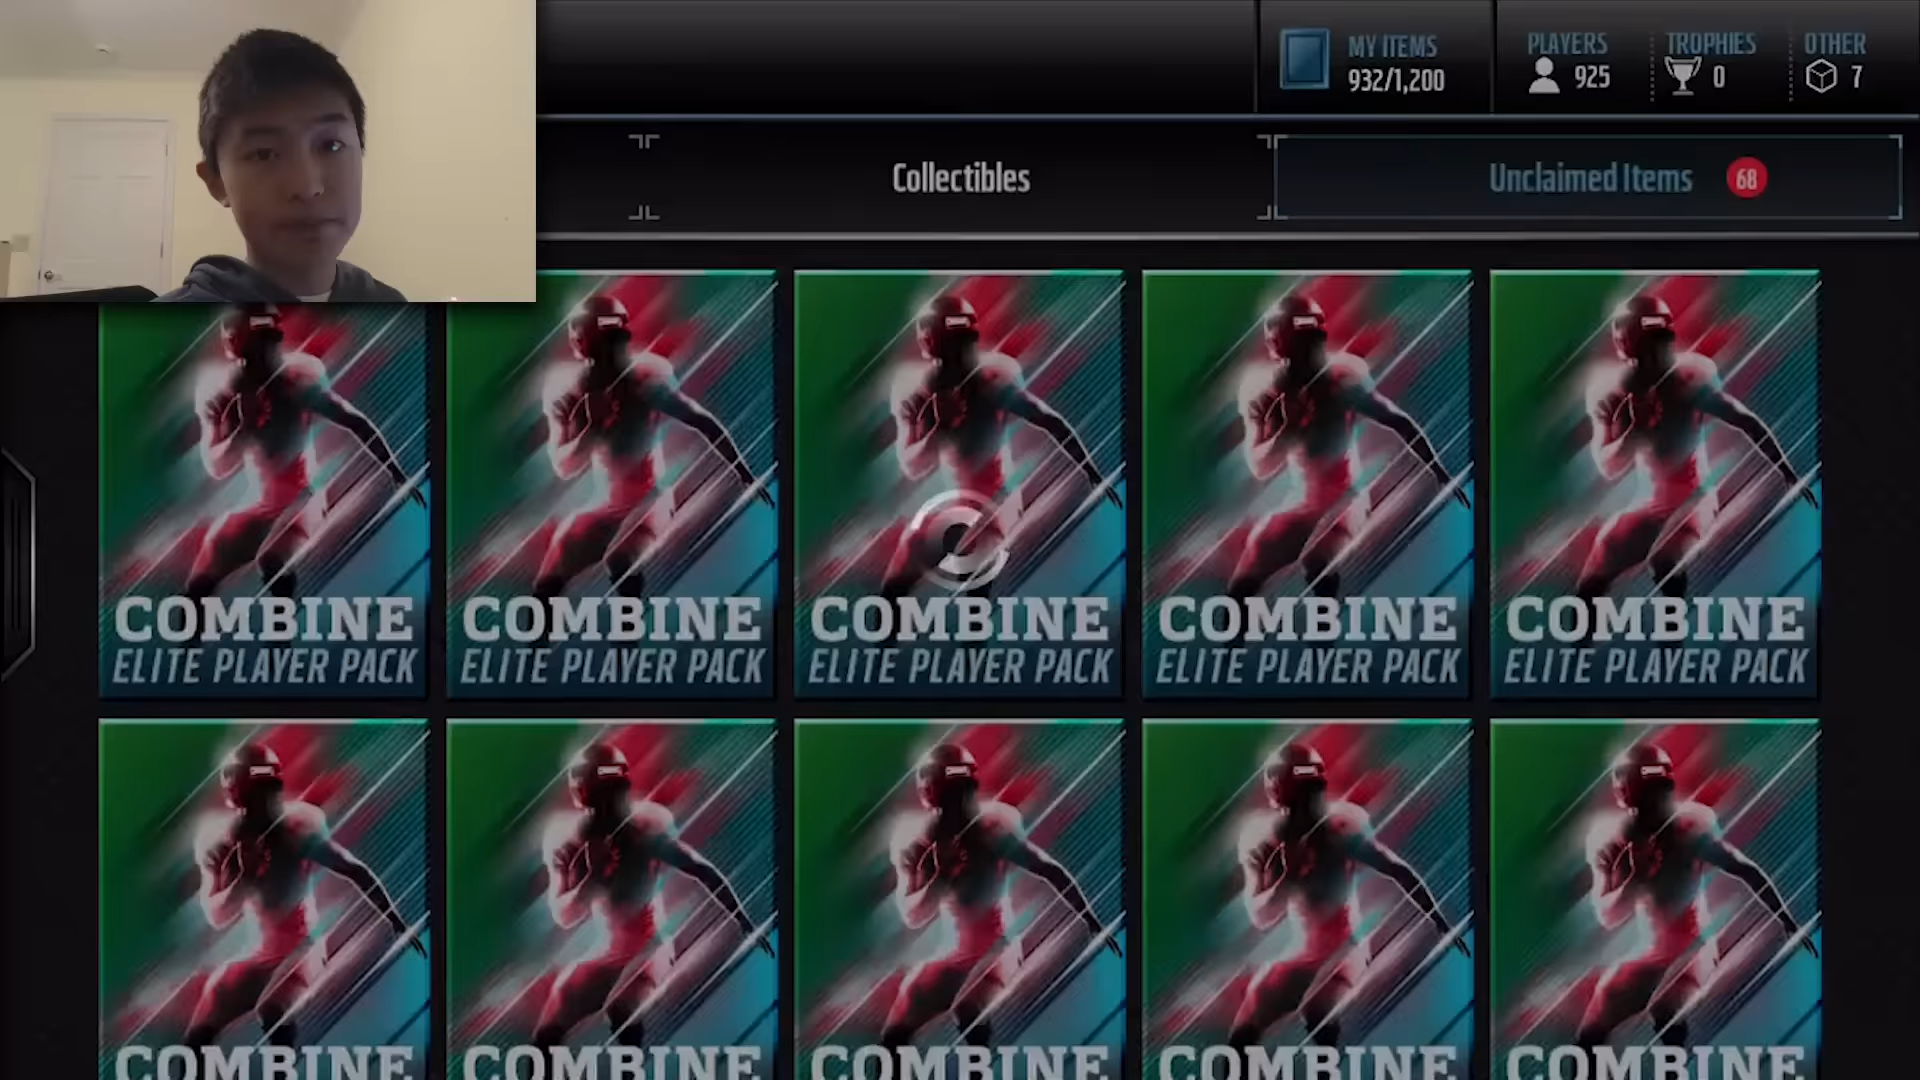 MY ITEMS
932/1,200
PLAYERS
925
TROPHIES
0
OTHER
7
Collectibles
Unclaimed Items 68
COMBINE
ELITE PLAYER PACK
COMBINE
ELITE PLAYER PACK
COMBINE
ELITE PLAYER PACK
COMBINE
ELITE PLAYER PACK
COMBINE
ELITE PLAYER PACK
COMBINE
COMBINE
COMBINE
COMBINE
COMBINE